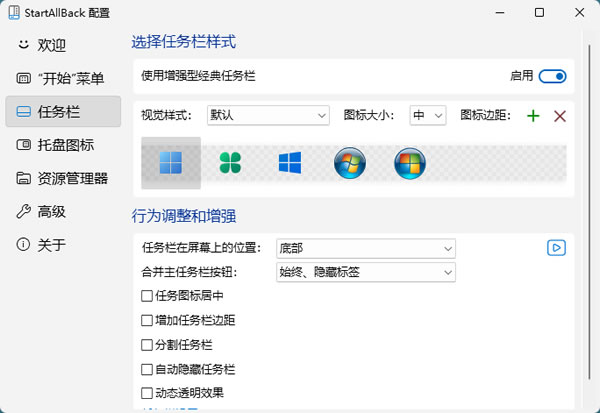 StartAllBack 配置
欢迎
“开始”菜单
任务栏
托盘图标
资源管理器
高级
关于
选择任务栏样式
使用增强型经典任务栏 启用
视觉样式: 默认 图标大小: 中 图标边距:
行为调整和增强
任务栏在屏幕上的位置: 底部
合并主任务栏按钮: 始终、隐藏标签
任务图标居中
增加任务栏边距
分割任务栏
自动隐藏任务栏
动态透明效果